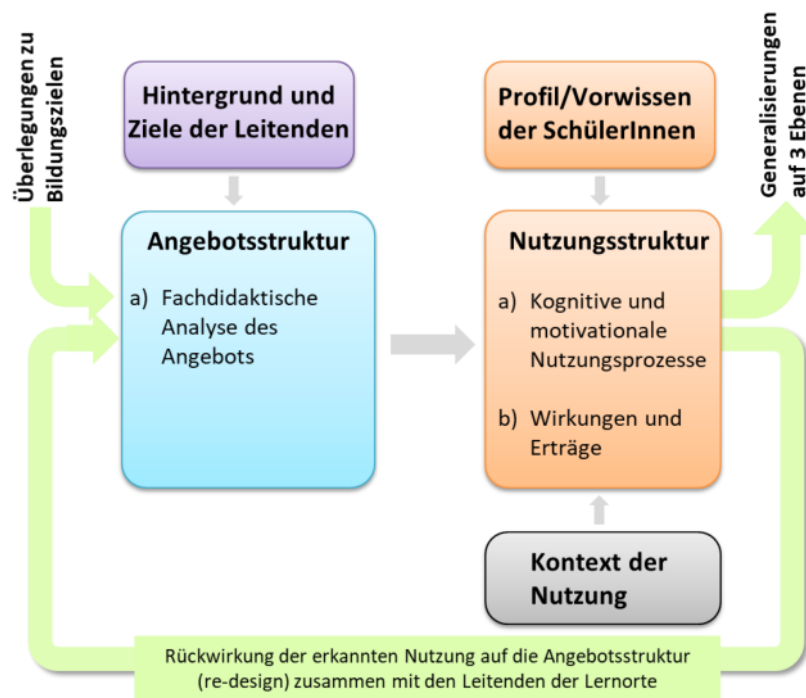 Überlegungen zu
Bildungszielen
Hintergrund und
Ziele der Leitenden
Profil/Vorwissen
der SchülerInnen
Generalisierungen
auf 3 Ebenen
Angebotsstruktur
a) Fachdidaktische
Analyse des
Angebots
Nutzungsstruktur
a) Kognitive und
motivationale
Nutzungsprozesse
b) Wirkungen und
Erträge
Kontext der
Nutzung
Rückwirkung der erkannten Nutzung auf die Angebotsstruktur
(re-design) zusammen mit den Leitenden der Lernorte